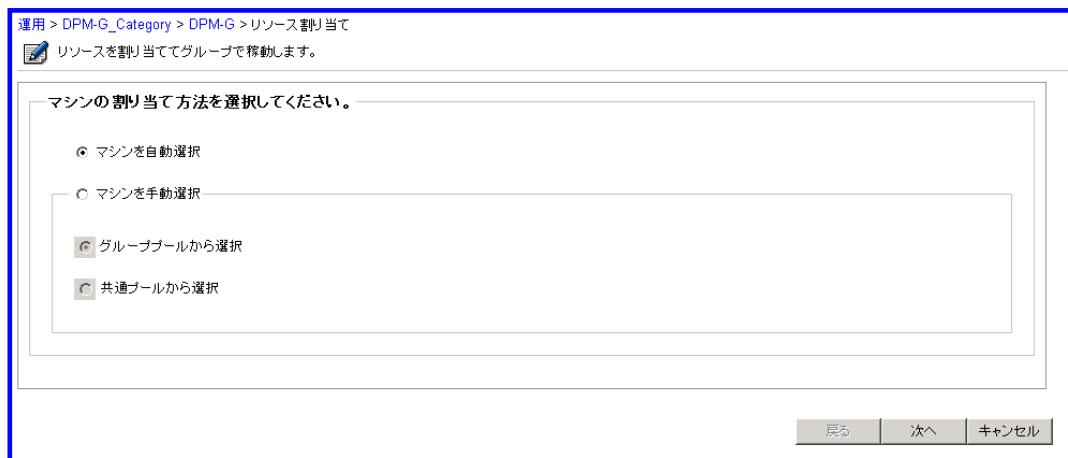 運用 > DPM-G_Category > DPM-G > リソース割り当て
リソースを割り当ててグループで稼動します。
マシンの割り当て方法を選択してください。
マシンを自動選択
マシンを手動選択
グループプールから選択
共通プールから選択
戻る 次へ キャンセル